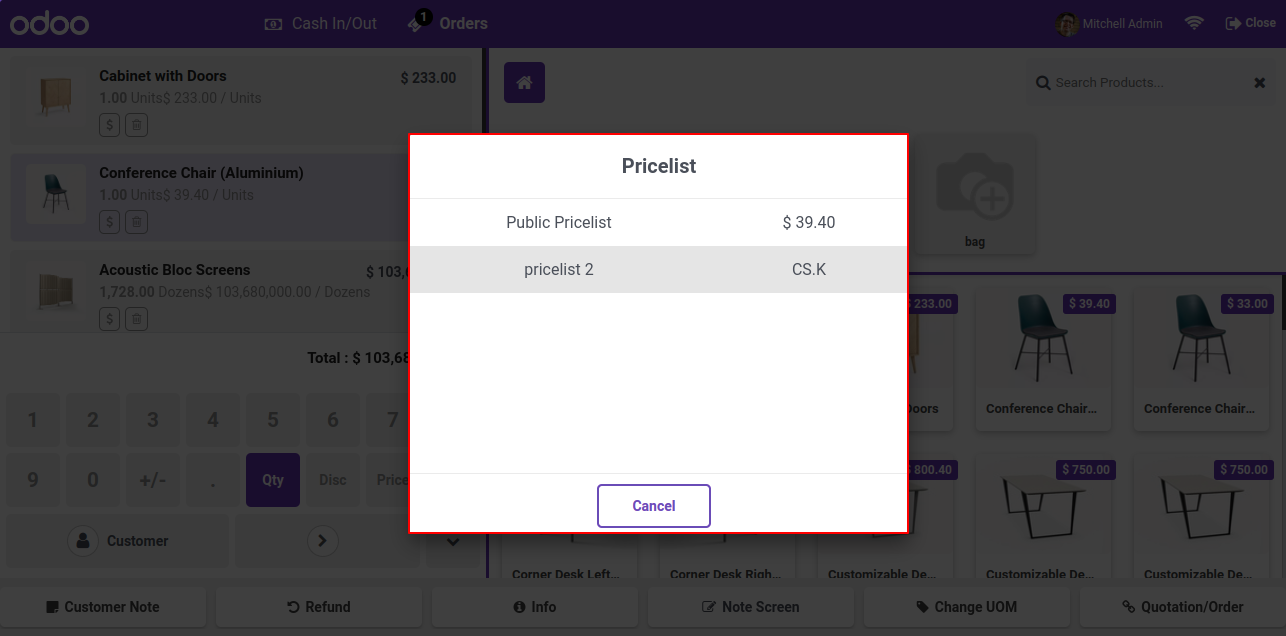 odoo
Cash In/Out
1
Orders
Mitchell Admin
Close
Cabinet with Doors
$ 233.00
1.00 Units$ 233.00 / Units
$
Conference Chair (Aluminium)
1.00 Units$ 39.40 / Units
$
Acoustic Bloc Screens
$ 103,6
1,728.00 Dozens$ 103,680,000.00 / Dozens
$
Total : $ 103,68
1 2 3 4 5 6 7
9 0 +/- . Qty Disc Price
Customer
Search Products...
bag
Pricelist
Public Pricelist $ 39.40
pricelist 2 CS.K
Cancel
233.00
$ 39.40
$ 33.00
Doors
Conference Chair...
Conference Chair...
800.40
$ 750.00
$ 750.00
Corner Desk Left...
Corner Desk Righ...
Customizable De...
Customizable De...
Customizable De...
Customer Note
Refund
Info
Note Screen
Change UOM
Quotation/Order